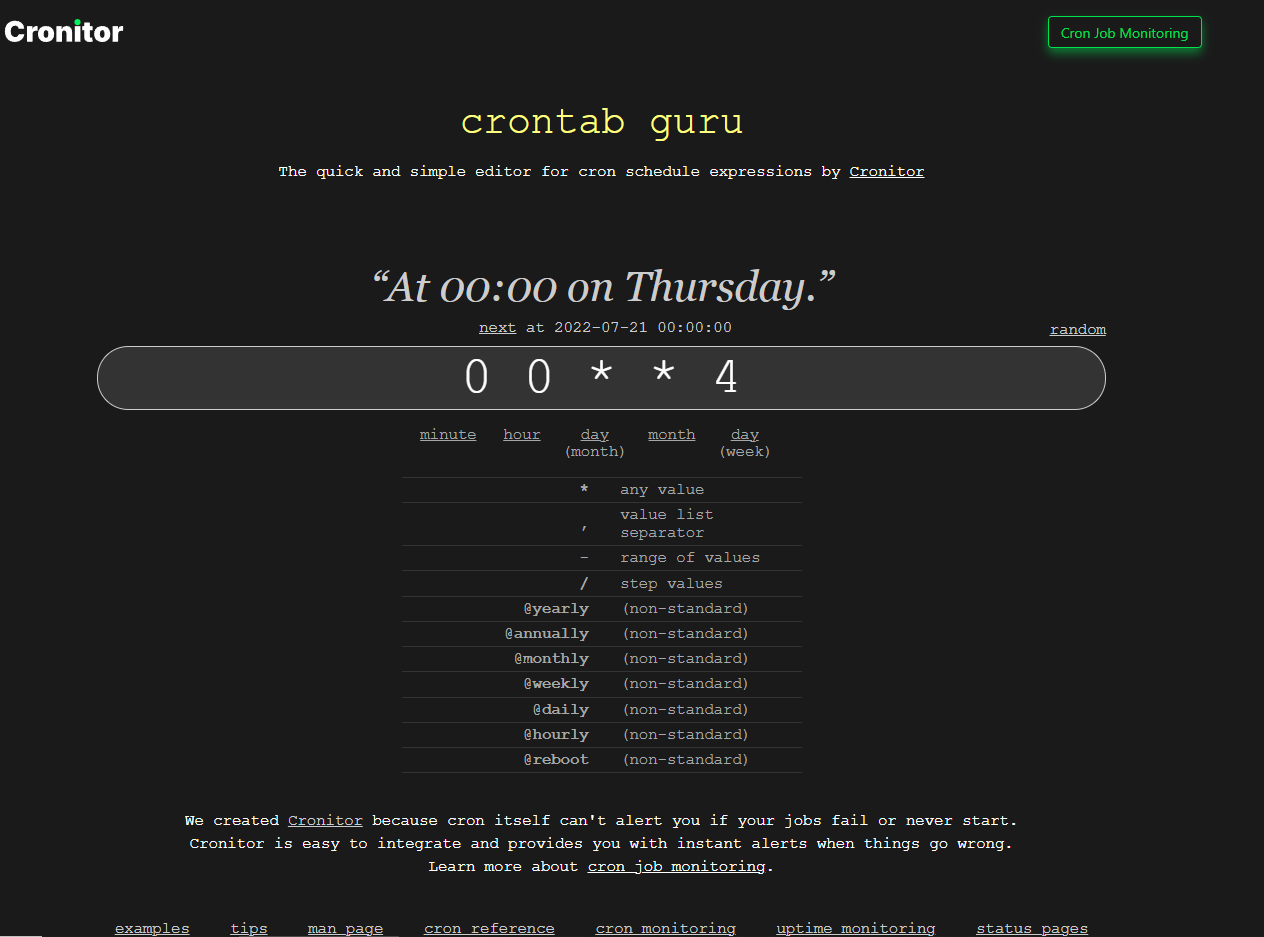 Cronitor
Cron Job Monitoring
crontab guru
The quick and simple editor for cron schedule expressions by Cronitor
“At 00:00 on Thursday.”
next at 2022-07-21 00:00:00
random
0 0 * * 4
minute hour day (month) month day (week)
* any value
, value list separator
- range of values
/ step values
@yearly (non-standard)
@annually (non-standard)
@monthly (non-standard)
@weekly (non-standard)
@daily (non-standard)
@hourly (non-standard)
@reboot (non-standard)
We created Cronitor because cron itself can't alert you if your jobs fail or never start.
Cronitor is easy to integrate and provides you with instant alerts when things go wrong.
Learn more about cron job monitoring.
examples tips man page cron reference cron monitoring uptime monitoring status pages